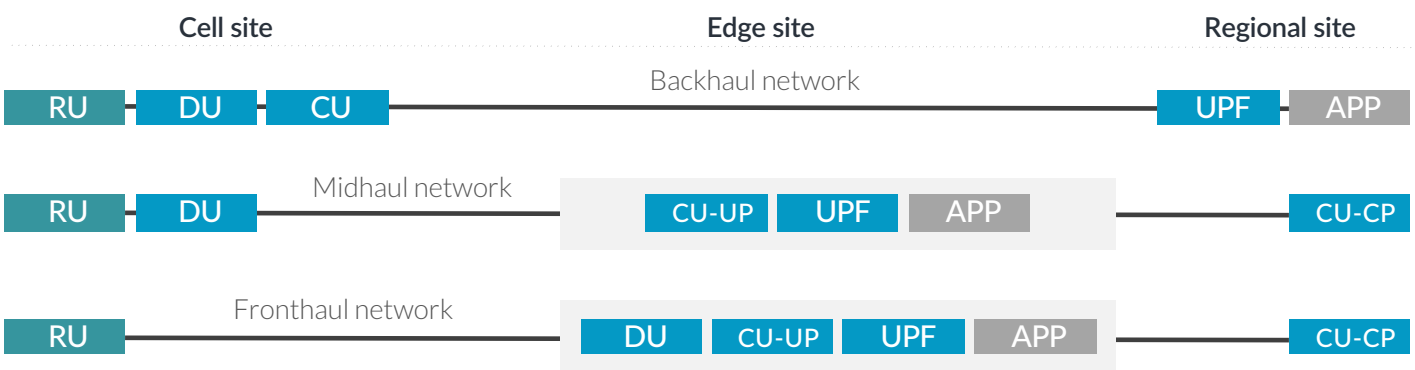 Cell site Edge site Regional site
Backhaul network
RU DU CU UPF APP
Midhaul network
RU DU CU-UP UPF APP CU-CP
Fronthaul network
RU DU CU-UP UPF APP CU-CP